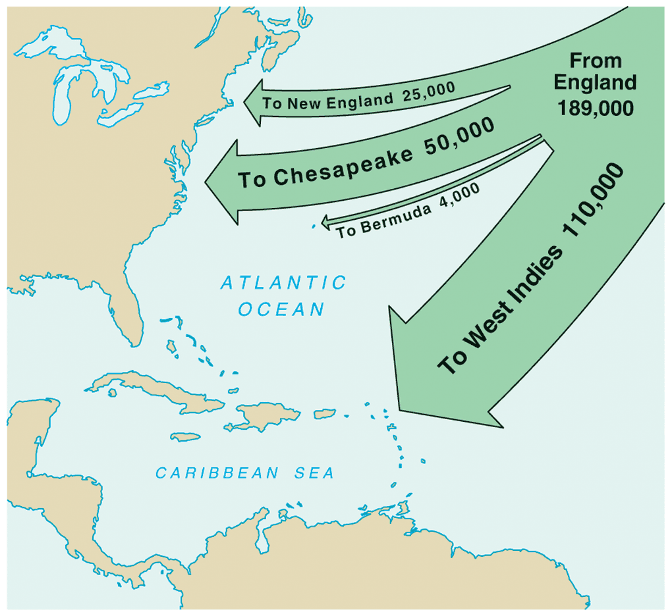 From
England
189,000
To New England 25,000
To Chesapeake 50,000
To Bermuda 4,000
To West Indies 110,000
ATLANTIC
OCEAN
CARIBBEAN SEA